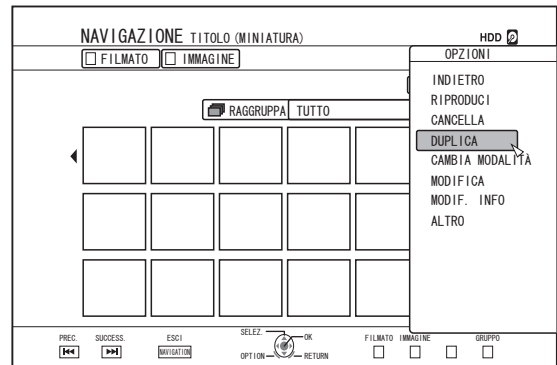 NAVIGAZIONE TITOLO (MINIATURA) HDD
FILMATO IMMAGINE
RAGGRUPPA TUTTO
OPZIONI
INDIETRO
RIPRODUCI
CANCELLA
DUPLICA
CAMBIA MODALITÀ
MODIFICA
MODIF. INFO
ALTRO
PREC. SUCCESS. ESCI SELEZ. OK FILMATO IMMAGINE GRUPPO
NAVIGATION OPTION RETURN